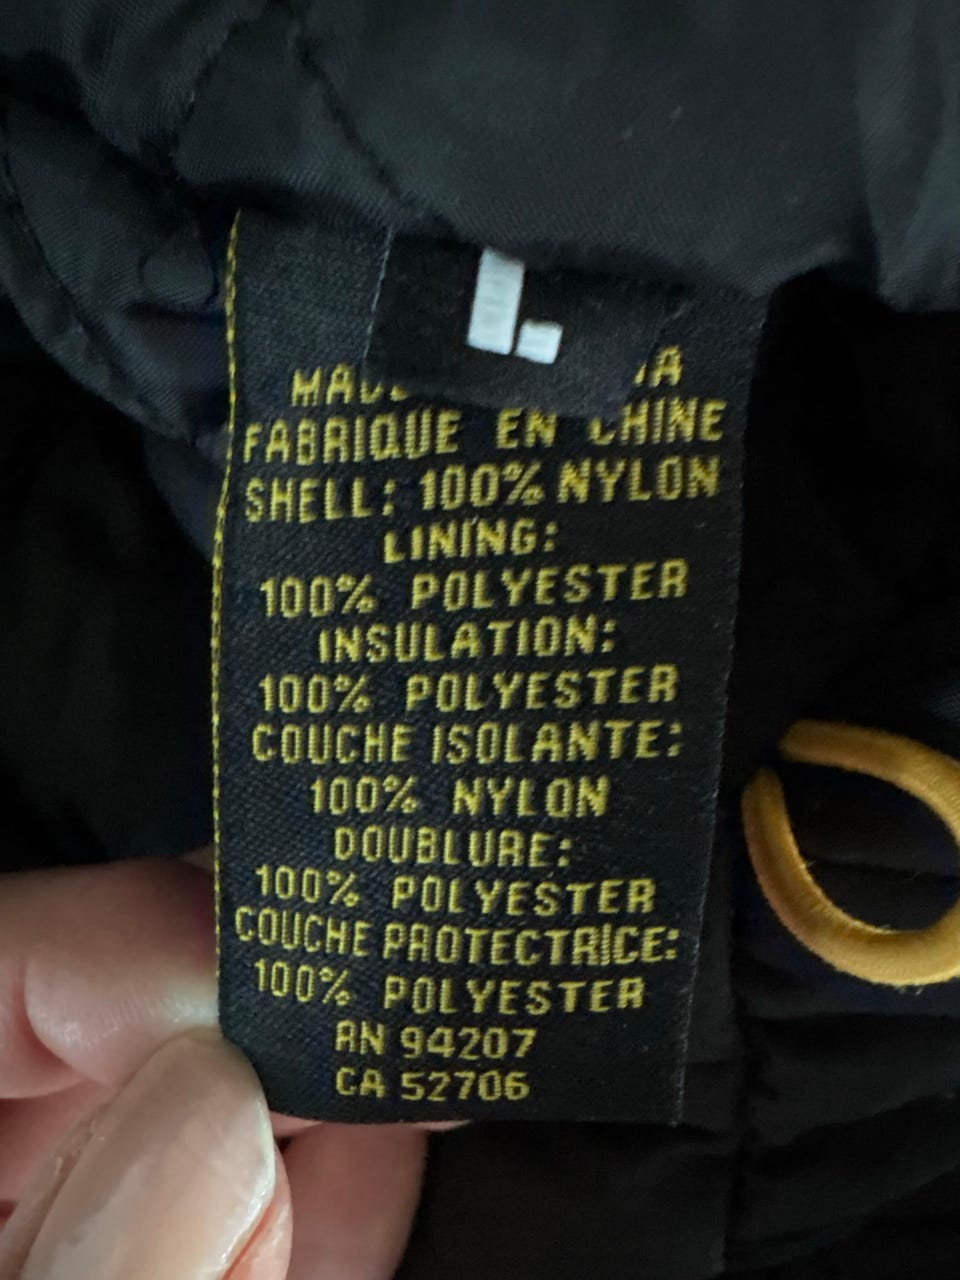 L
FABRIQUE EN CHINE
SHELL: 100% NYLON
LINING:
100% POLYESTER
INSULATION:
100% POLYESTER
COUCHE ISOLANTE:
100% NYLON
DOUBLURE:
100% POLYESTER
COUCHE PROTECTRICE:
100% POLYESTER
RN 94207
CA 52706